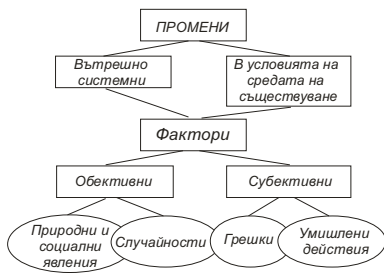 ПРОМЕНИ
Вътрешно
системни
В условията на
средата на
съществуване
Фактори
Обективни
Субективни
Природни и
социални
явления
Случайности
Грешки
Умишлени
действия